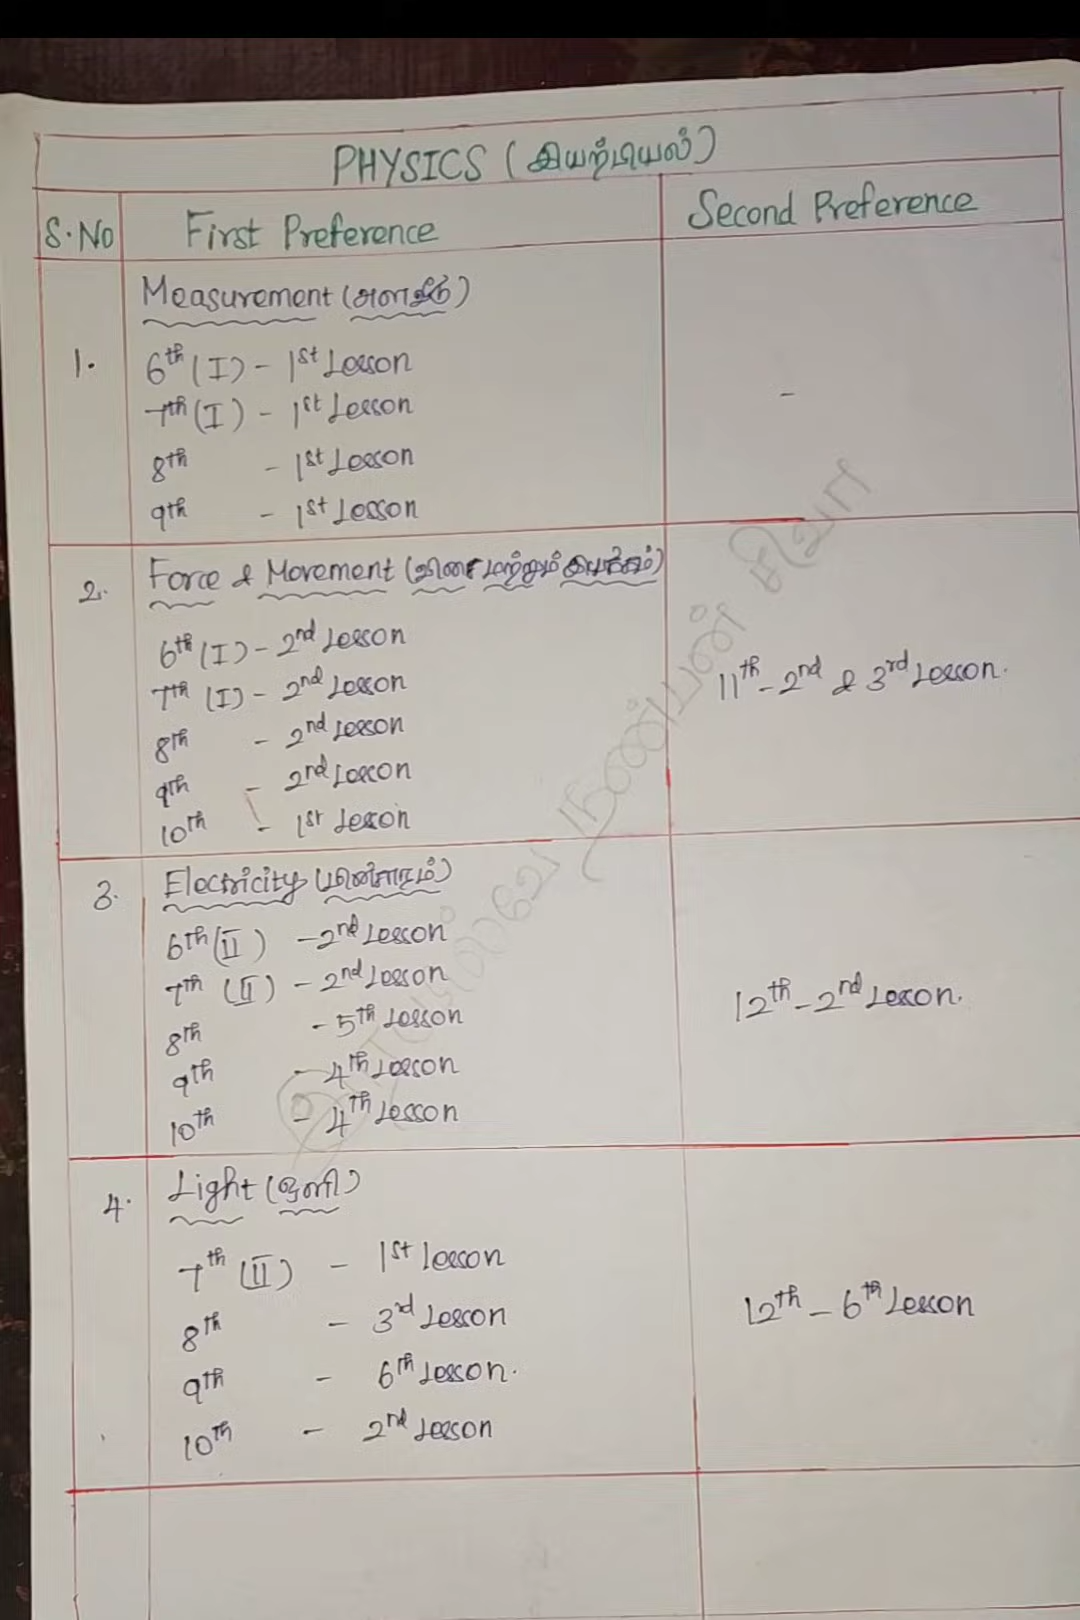 PHYSICS (இயற்பியல்)
S.No First Preference Second Preference
Measurement (அளவீடு)
1.
6th (I) - 1st Lesson
7th (I) - 1st Lesson
-
8th - 1st Lesson
9th - 1st Lesson
2. Force & Movement (விசை மற்றும் இயக்கம்)
6th (I) - 2nd Lesson
7th (I) - 2nd Lesson
11th - 2nd & 3rd Lesson.
8th - 2nd Lesson
9th - 2nd Lesson
10th - 1st Lesson
3. Electricity (மின்சாரம்)
6th (II) - 2nd Lesson
7th (II) - 2nd Lesson
12th - 2nd Lesson.
8th - 5th Lesson
9th - 4th Lesson
10th - 4th Lesson
4. Light (ஒளி)
7th (II) - 1st Lesson
8th - 3rd Lesson
12th - 6th Lesson
9th - 6th Lesson.
10th - 2nd Lesson
நண்பன் சிவா